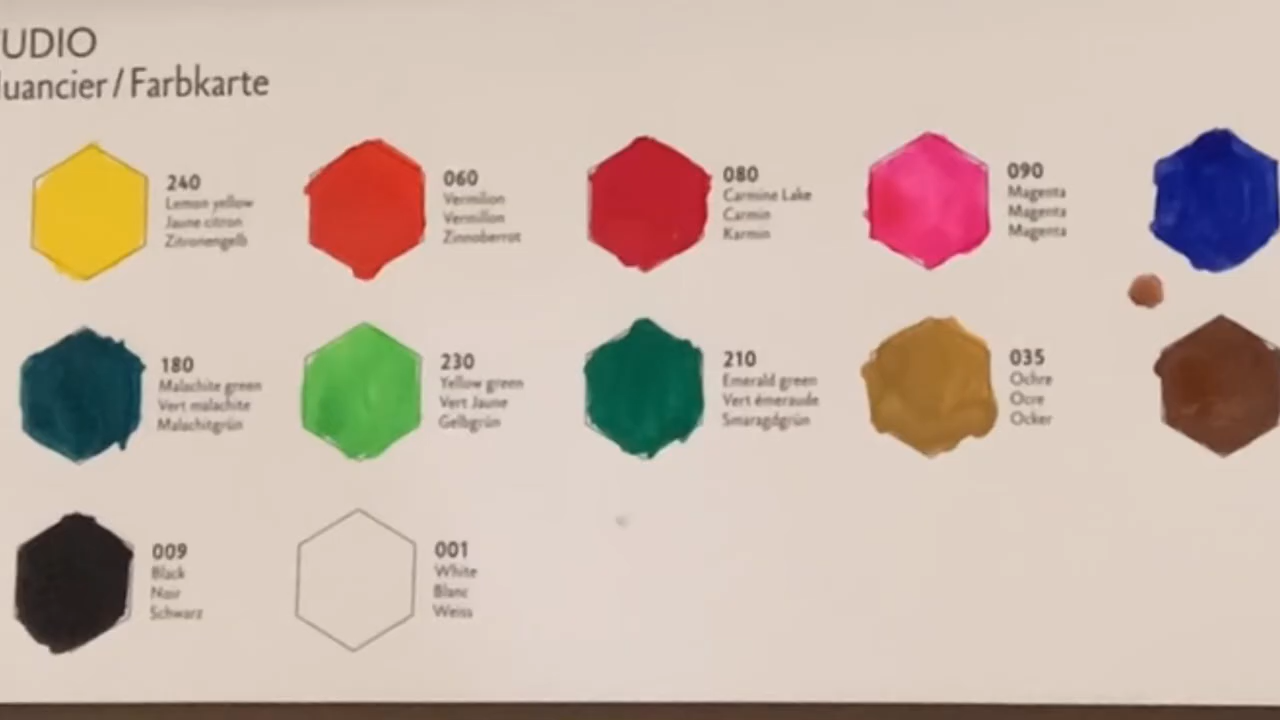 UDIO
uancier / Farbkarte
240
Lemon yellow
Jaune citron
Zitronengelb
060
Vermilion
Vermillon
Zinnoberrot
080
Carmine Lake
Carmin
Karmin
090
Magenta
Magenta
Magenta
180
Malachite green
Vert malachite
Malachitgrün
230
Yellow green
Vert Jaune
Gelbgrün
210
Emerald green
Vert émeraude
Smaragdgrün
035
Ochre
Ocre
Ocker
009
Black
Noir
Schwarz
001
White
Blanc
Weiss